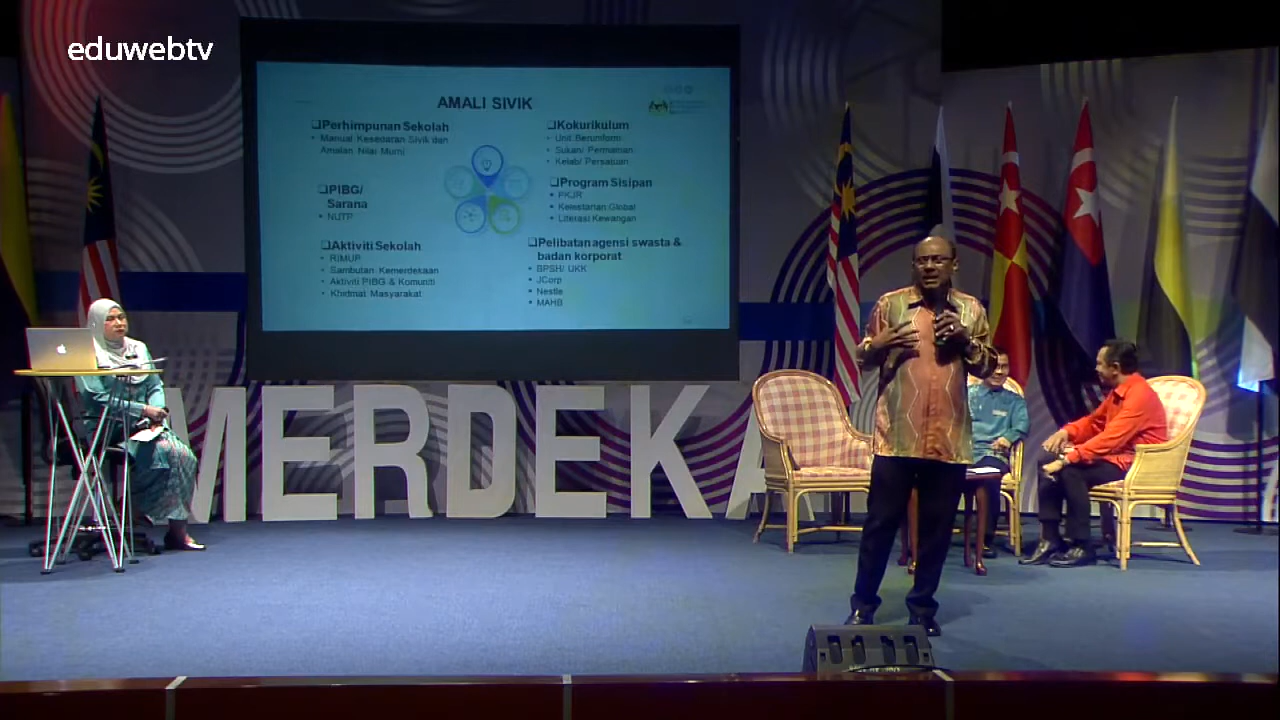 eduwebtv
AMALI SIVIK
❑Perhimpunan Sekolah
• Manual Kesedaran Sivik dan
Amalan Nilai Murni
❑PIBG/
Sarana
• NUTP
❑Aktiviti Sekolah
• RIMUP
• Sambutan Kemerdekaan
• Aktiviti PIBG & Komuniti
• Khidmat Masyarakat
❑Kokurikulum
• Unit Beruniform
• Sukan/ Permainan
• Kelab/ Persatuan
❑Program Sisipan
• PKJR
• Kelestarian Global
• Literasi Kewangan
❑Pelibatan agensi swasta &
badan korporat
• BPSH/ UKK
• JCorp
• Nestle
• MAHB
MERDEKA